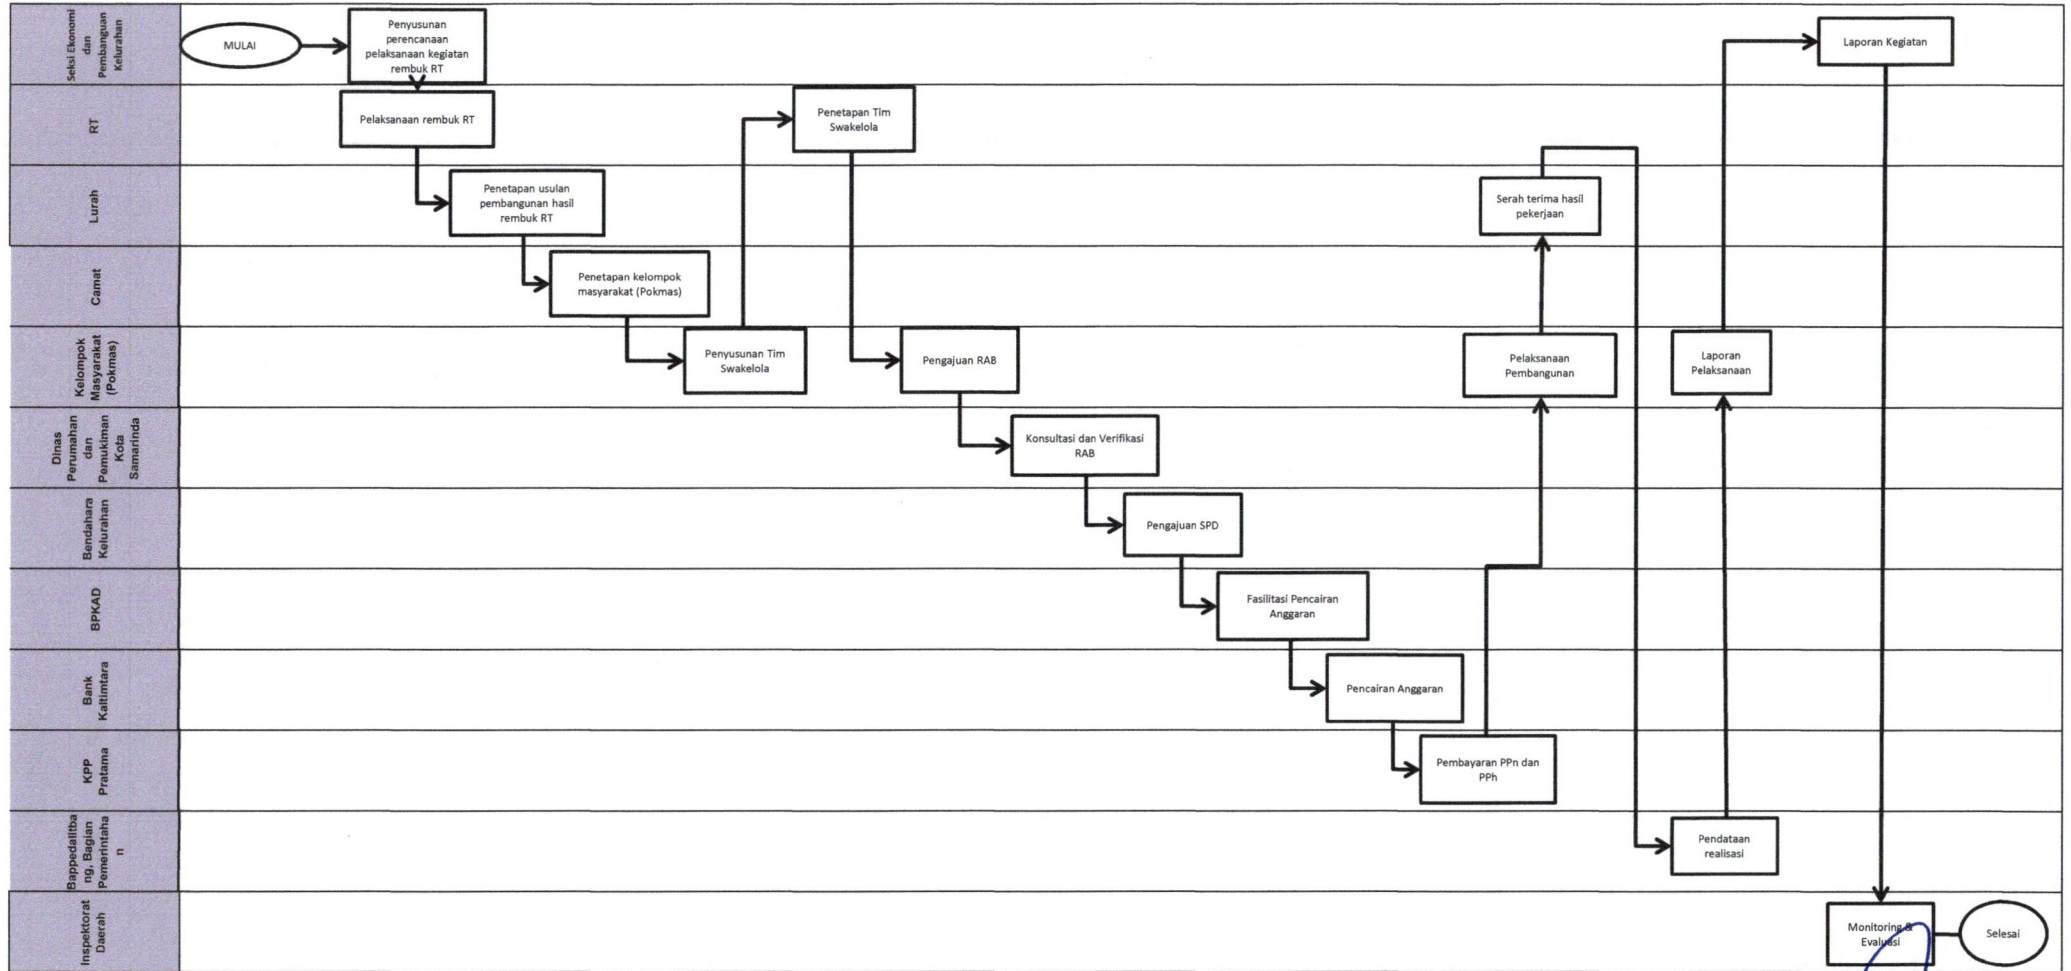 Seksi Ekonomi
dan
Pembanguan
Kelurahan
MULAI
Penyusunan
perencanaan
pelaksanaan kegiatan
rembuk RT
Laporan Kegiatan
RT
Pelaksanaan rembuk RT
Penetapan Tim
Swakelola
Lurah
Penetapan usulan
pembangunan hasil
rembuk RT
Serah terima hasil
pekerjaan
Camat
Penetapan kelompok
masyarakat (Pokmas)
Kelompok
Masyarakat
(Pokmas)
Penyusunan Tim
Swakelola
Pengajuan RAB
Pelaksanaan
Pembangunan
Laporan
Pelaksanaan
Dinas
Perumahan
dan
Pemukiman
Kota
Samarinda
Konsultasi dan Verifikasi
RAB
Bendahara
Kelurahan
Pengajuan SPD
BPKAD
Fasilitasi Pencairan
Anggaran
Bank
Kaltimtara
Pencairan Anggaran
KPP
Pratama
Pembayaran PPn dan
PPh
Bappedalitba
ng, Bagian
Pemerintaha
n
Pendataan
realisasi
Inspektorat
Daerah
Monitoring &
Evaluasi
Selesai